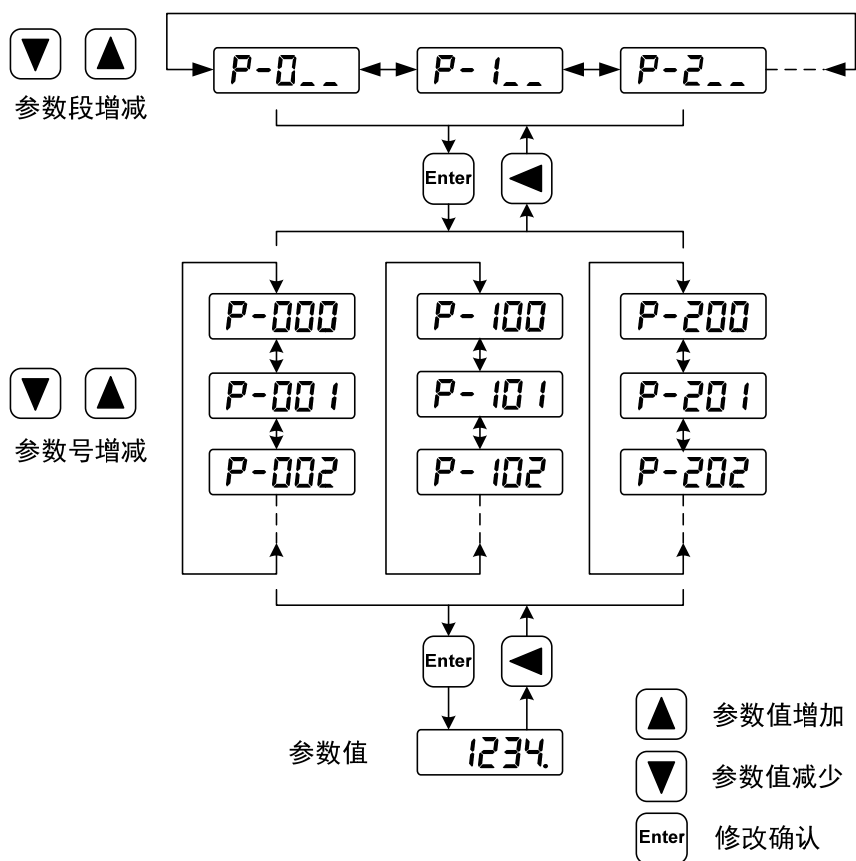 P-0__ P-1__ P-2__
参数段增减
Enter
P-000 P-100 P-200
P-001 P-101 P-201
参数号增减
P-002 P-102 P-202
Enter
参数值 1234.
参数值增加
参数值减少
Enter 修改确认